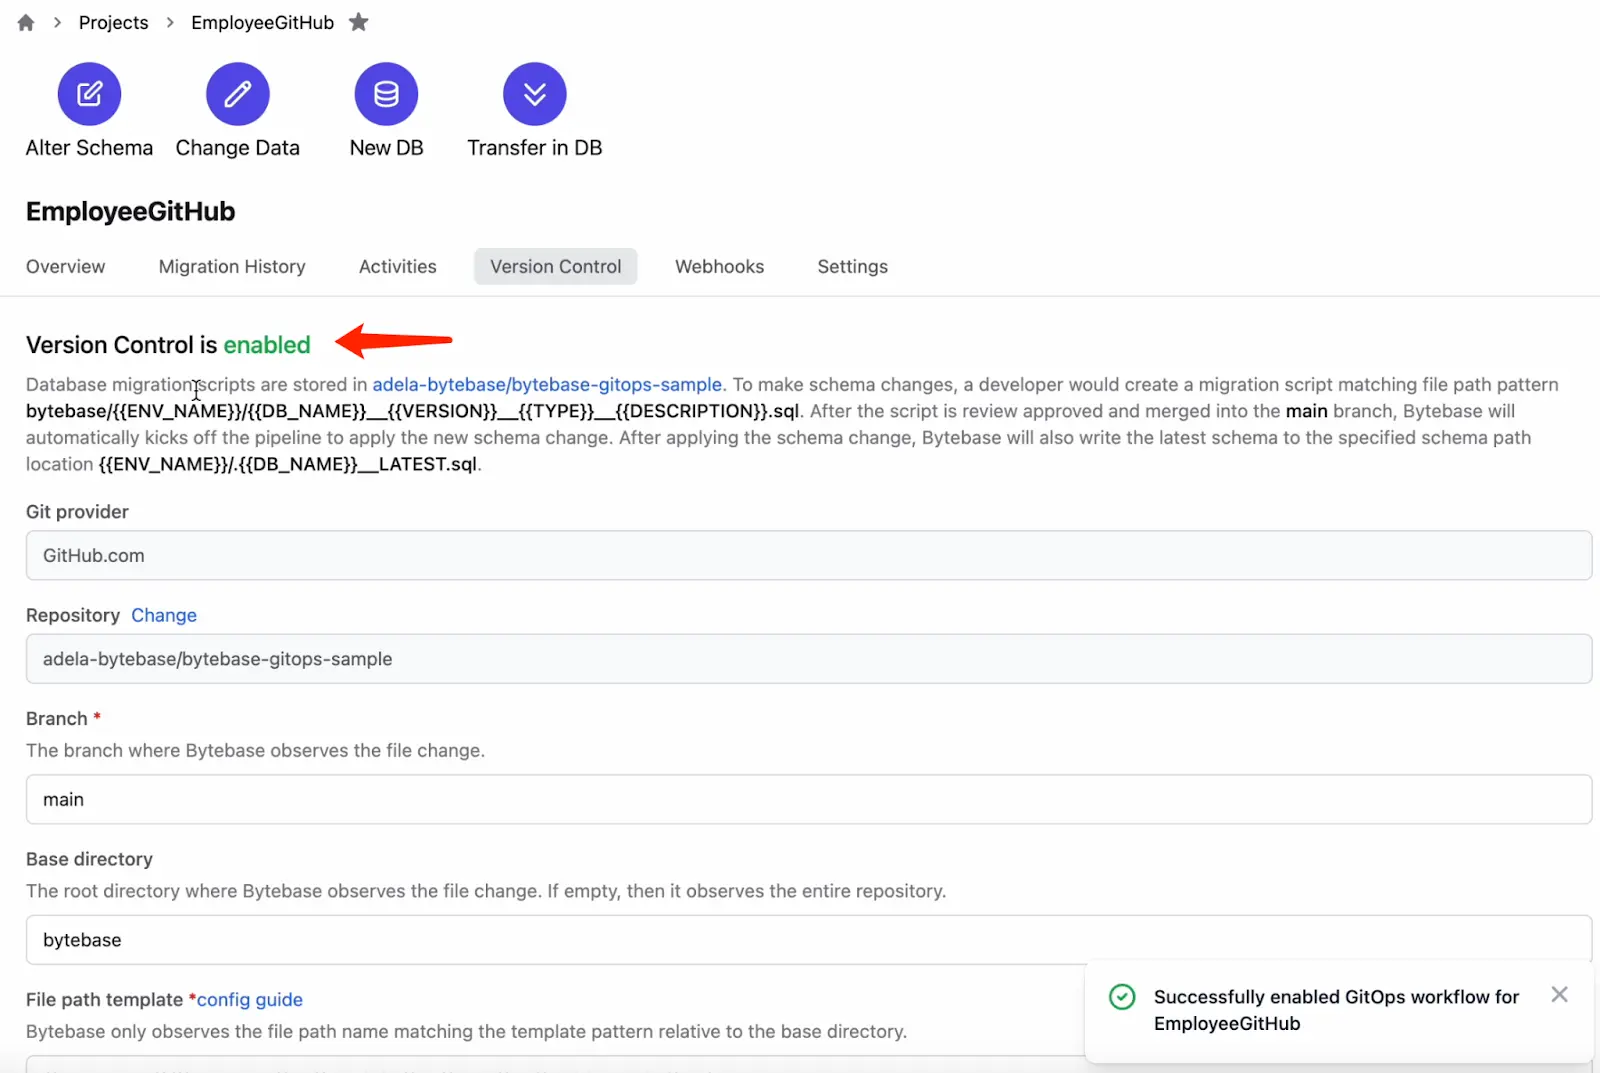 Projects > EmployeeGitHub
Alter Schema Change Data New DB Transfer in DB
EmployeeGitHub
Overview Migration History Activities Version Control Webhooks Settings
Version Control is enabled
Database migration scripts are stored in adela-bytebase/bytebase-gitops-sample. To make schema changes, a developer would create a migration script matching file path pattern
bytebase/{{ENV_NAME}}/{{DB_NAME}}__{{VERSION}}__{{TYPE}}__{{DESCRIPTION}}.sql. After the script is review approved and merged into the main branch, Bytebase will
automatically kicks off the pipeline to apply the new schema change. After applying the schema change, Bytebase will also write the latest schema to the specified schema path
location {{ENV_NAME}}/.{{DB_NAME}}__LATEST.sql.
Git provider
GitHub.com
Repository Change
adela-bytebase/bytebase-gitops-sample
Branch *
The branch where Bytebase observes the file change.
main
Base directory
The root directory where Bytebase observes the file change. If empty, then it observes the entire repository.
bytebase
File path template *config guide
Bytebase only observes the file path name matching the template pattern relative to the base directory.
Successfully enabled GitOps workflow for
EmployeeGitHub